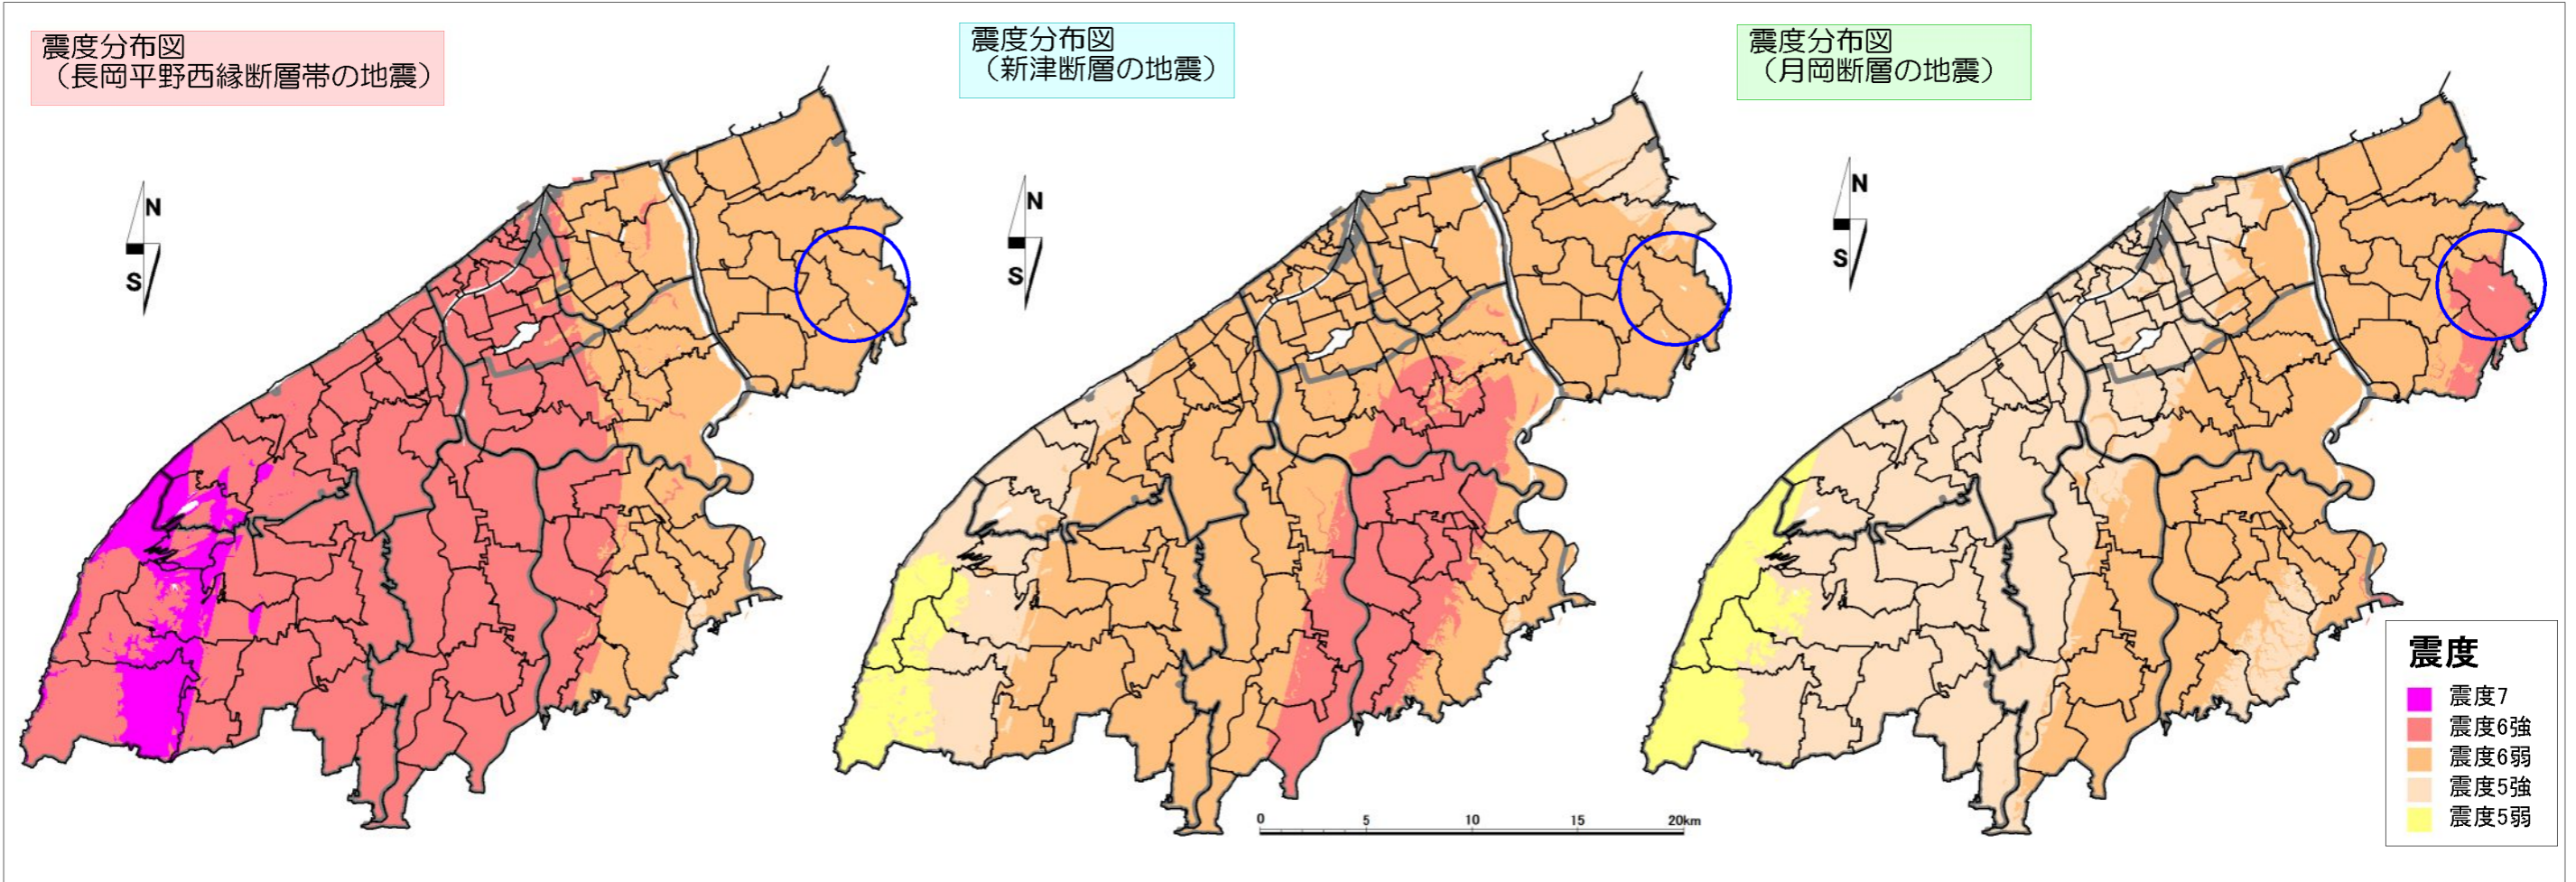 震度分布図
（長岡平野西縁断層帯の地震）
震度分布図
（新津断層の地震）
震度分布図
（月岡断層の地震）
N
S
N
S
N
S
0 5 10 15 20km
震度
震度7
震度6強
震度6弱
震度5強
震度5弱